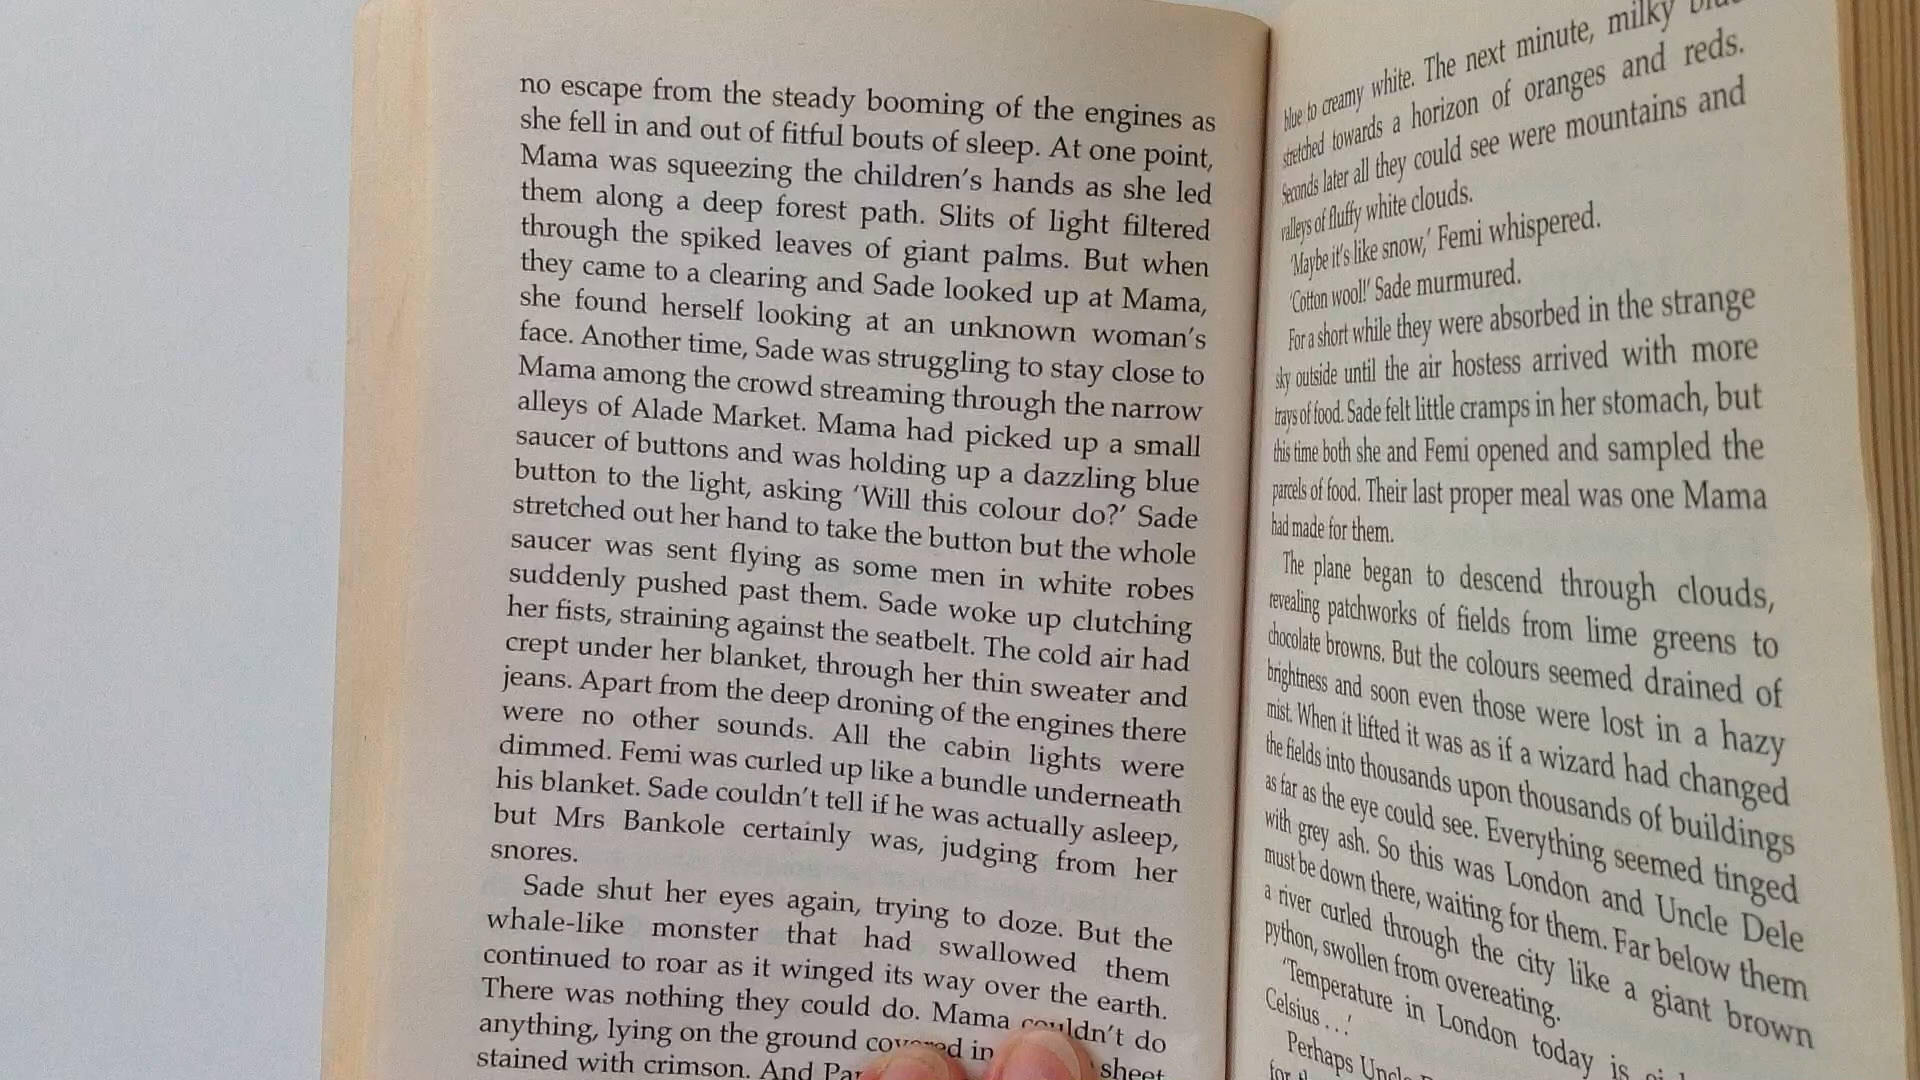 no escape from the steady booming of the engines as
she fell in and out of fitful bouts of sleep. At one point,
Mama was squeezing the children's hands as she led
them along a deep forest path. Slits of light filtered
through the spiked leaves of giant palms. But when
they came to a clearing and Sade looked up at Mama,
she found herself looking at an unknown woman's
face. Another time, Sade was struggling to stay close to
Mama among the crowd streaming through the narrow
alleys of Alade Market. Mama had picked up a small
saucer of buttons and was holding up a dazzling blue
button to the light, asking 'Will this colour do?' Sade
stretched out her hand to take the button but the whole
saucer was sent flying as some men in white robes
suddenly pushed past them. Sade woke up clutching
her fists, straining against the seatbelt. The cold air had
crept under her blanket, through her thin sweater and
jeans. Apart from the deep droning of the engines there
were no other sounds. All the cabin lights were
dimmed. Femi was curled up like a bundle underneath
his blanket. Sade couldn't tell if he was actually asleep,
but Mrs Bankole certainly was, judging from her
snores.
Sade shut her eyes again, trying to doze. But the
whale-like monster that had swallowed them
continued to roar as it winged its way over the earth.
There was nothing they could do. Mama couldn't do
anything, lying on the ground covered in sheet
stained with crimson. And
blue to creamy white. The next minute, milky
stretched towards a horizon of oranges and reds.
Seconds later all they could see were mountains and
valleys of fluffy white clouds.
'Maybe it's like snow,' Femi whispered.
'Cotton wool!' Sade murmured.
For a short while they were absorbed in the strange
sky outside until the air hostess arrived with more
trays of food. Sade felt little cramps in her stomach, but
this time both she and Femi opened and sampled the
parcels of food. Their last proper meal was one Mama
had made for them.
The plane began to descend through clouds,
revealing patchworks of fields from lime greens to
chocolate browns. But the colours seemed drained of
brightness and soon even those were lost in a hazy
mist. When it lifted it was as if a wizard had changed
the fields into thousands upon thousands of buildings
as far as the eye could see. Everything seemed tinged
with grey ash. So this was London and Uncle Dele
must be down there, waiting for them. Far below them
a river curled through the city like a giant brown
python, swollen from overeating.
'Temperature in London today is
Celsius . . .'
Perhaps
for